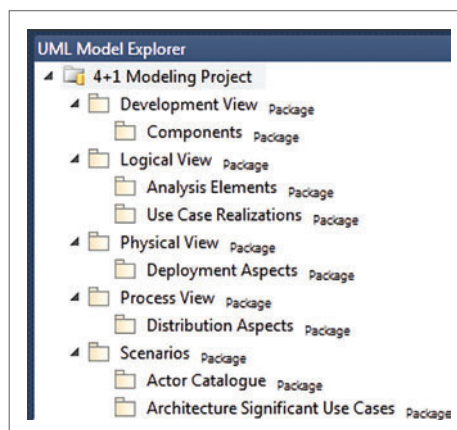 UML Model Explorer
4+1 Modeling Project
Development View Package
Components Package
Logical View Package
Analysis Elements Package
Use Case Realizations Package
Physical View Package
Deployment Aspects Package
Process View Package
Distribution Aspects Package
Scenarios Package
Actor Catalogue Package
Architecture Significant Use Cases Package